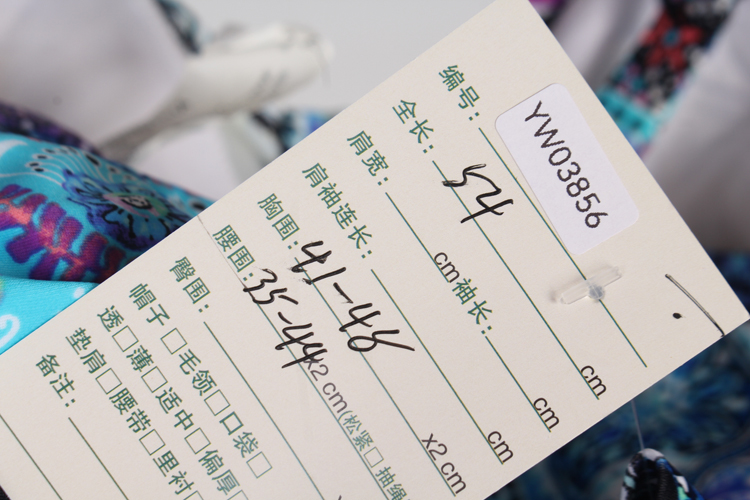 编号: YW03856
全长: 54 cm
肩宽: cm 袖长: cm
肩袖连长: cm
胸围: 41-48 x2 cm
腰围: 35-44 x2 cm(松紧□ 抽绳
臀围:
帽子 □毛领□口袋□
透□薄□适中□偏厚□
垫肩□腰带□里衬□
备注: